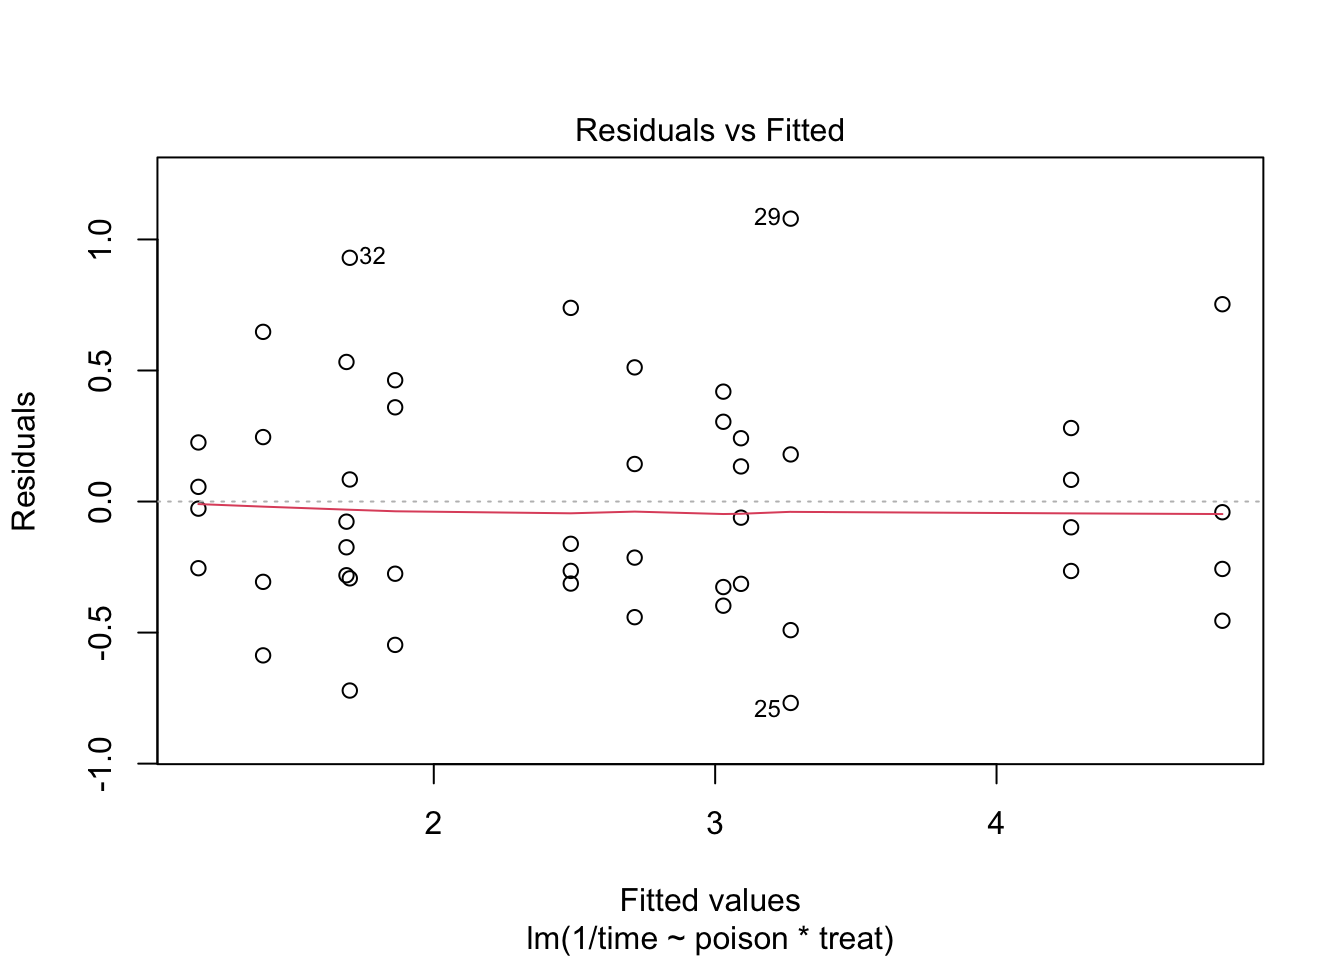 Residuals vs Fitted
Residuals
1.0
0.5
0.0
-0.5
-1.0
32
29
25
2 3 4
Fitted values
lm(1/time ~ poison * treat)